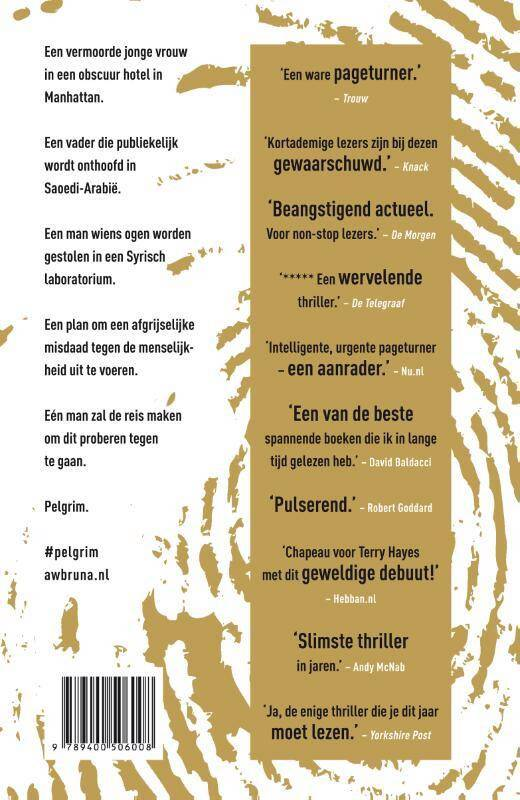 Een vermoorde jonge vrouw
in een obscuur hotel in
Manhattan.
Een vader die publiekelijk
wordt onthoofd in
Saoedi-Arabië.
Een man wiens ogen worden
gestolen in een Syrisch
laboratorium.
Een plan om een afgrijselijke
misdaad tegen de menselijk-
heid uit te voeren.
Eén man zal de reis maken
om dit proberen tegen
te gaan.
Pelgrim.
#pelgrim
awbruna.nl
9 789400 506008
‘Een ware pageturner.’
– Trouw
‘Kortademige lezers zijn bij dezen
gewaarschuwd.’ – Knack
‘Beangstigend actueel.
Voor non-stop lezers.’ – De Morgen
‘***** Een wervelende
thriller.’ – De Telegraaf
‘Intelligente, urgente pageturner
– een aanrader.’ – Nu.nl
‘Een van de beste
spannende boeken die ik in lange
tijd gelezen heb.’ – David Baldacci
‘Pulserend.’ – Robert Goddard
‘Chapeau voor Terry Hayes
met dit geweldige debuut!’
– Hebban.nl
‘Slimste thriller
in jaren.’ – Andy McNab
‘Ja, de enige thriller die je dit jaar
moet lezen.’ – Yorkshire Post